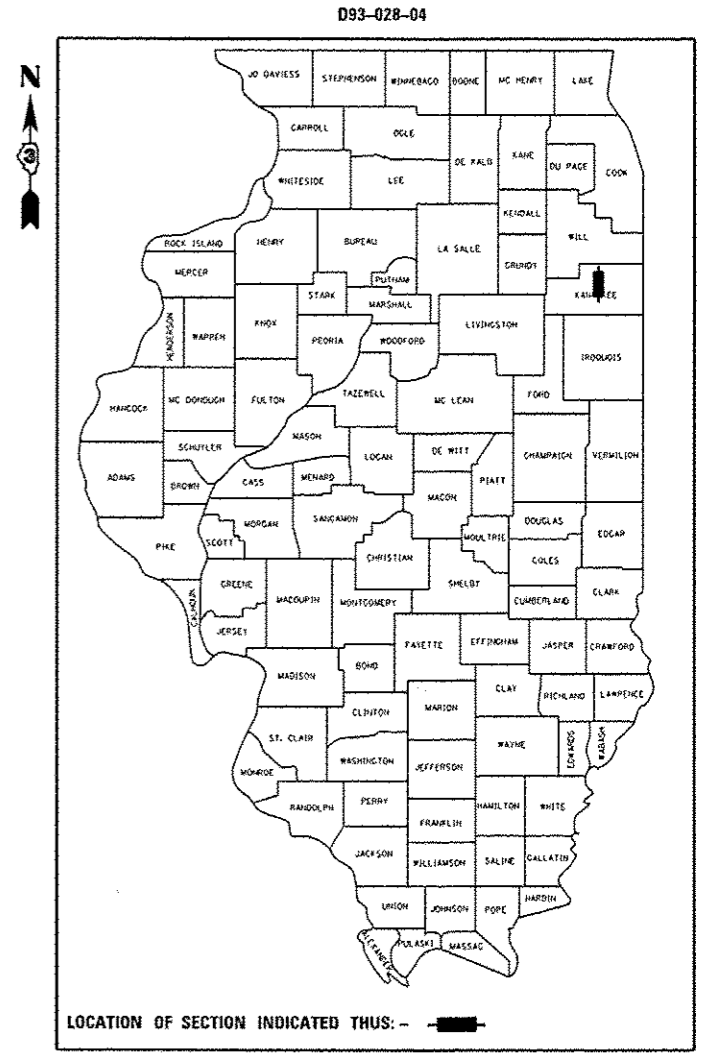 D93-028-04
N
3
JO DAVIESS STEPHENSON WINNEBAGO BOONE MC HENRY LAKE
CARROLL OGLE DE KALB KANE DU PAGE COOK
WHITESIDE LEE
KENDALL WILL
ROCK ISLAND HENRY BUREAU LA SALLE GRUNDY
MERCER PUTNAM KANKEE
STARK MARSHALL
HENDERSON WARREN KNOX PEORIA WOODFORD LIVINGSTON IROQUOIS
HANCOCK MC DONOUGH FULTON TAZEWELL MC LEAN FORD
MASON
SCHUYLER LOGAN DE WITT CHAMPAIGN VERMILION
ADAMS BROWN CASS MENARD PIATT
MACON
MORGAN SANGAMON DOUGLAS EDGAR
PIKE SCOTT CHRISTIAN MOULTRIE COLES
GREENE MACOUPIN MONTGOMERY SHELBY CUMBERLAND CLARK
CALHOUN
JERSEY FAYETTE EFFINGHAM JASPER CRAWFORD
MADISON BOND
CLAY RICHLAND LAWRENCE
CLINTON MARION
ST. CLAIR WAYNE EDWARDS WABASH
WASHINGTON JEFFERSON
MONROE
RANDOLPH PERRY HAMILTON WHITE
FRANKLIN
JACKSON WILLIAMSON SALINE GALLATIN
UNION JOHNSON POPE HARDIN
ALEXANDER PULASKI MASSAC
LOCATION OF SECTION INDICATED THUS: -